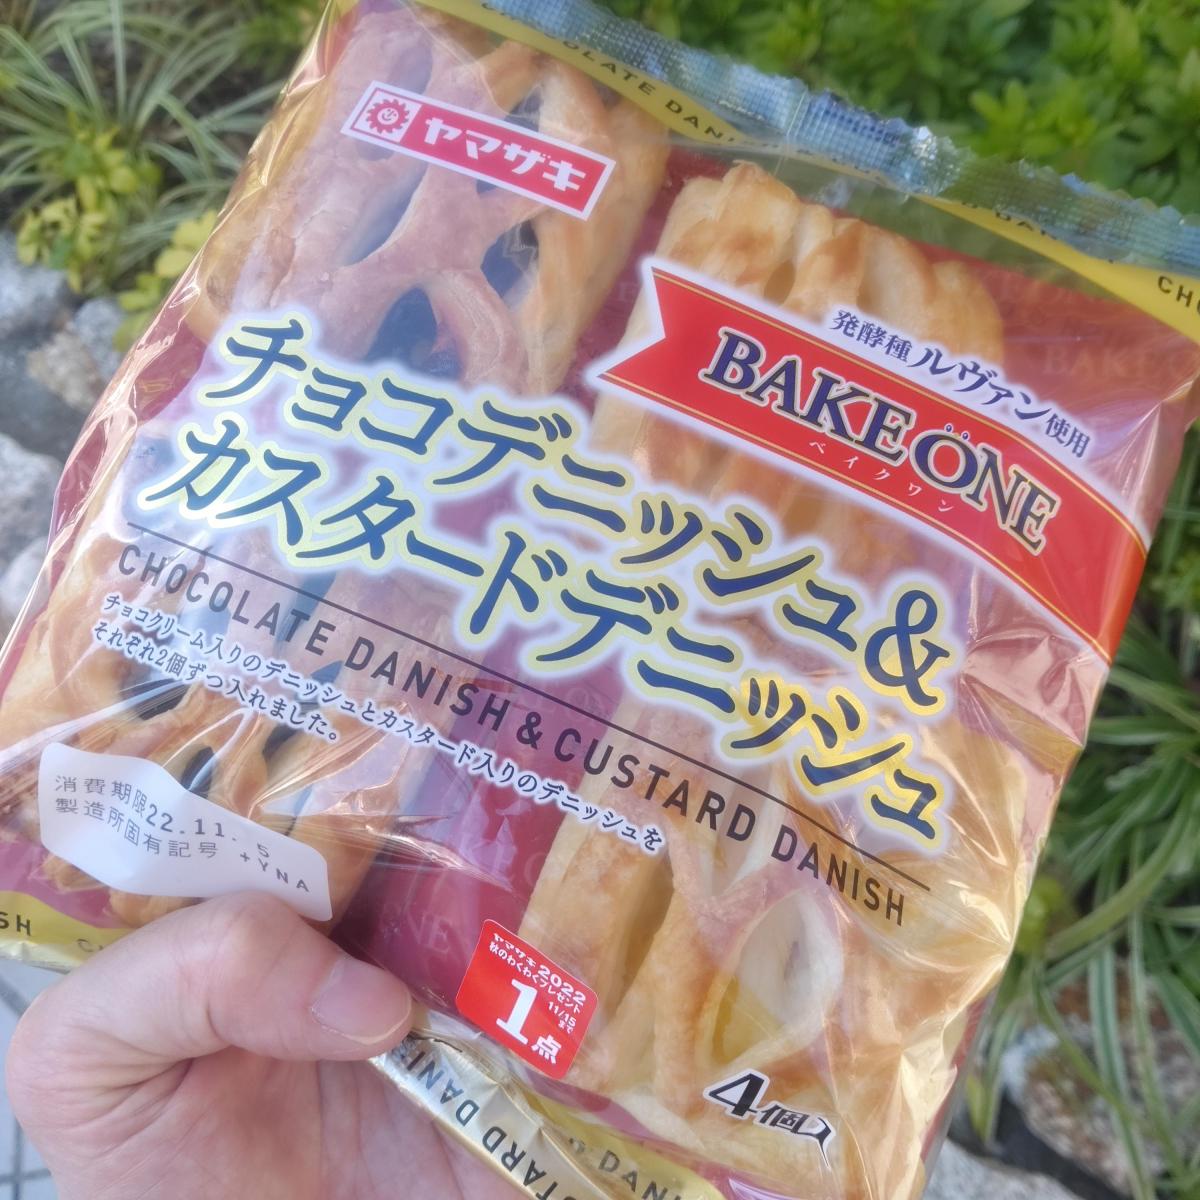 CHOCOLATE DANI
ヤマザキ
発酵種 ルヴァン使用
BAKE ONE
ベイクワン
チョコデニッシュ&
カスタードデニッシュ
CHOCOLATE DANISH & CUSTARD DANISH
チョコクリーム入りのデニッシュとカスタード入りのデニッシュを
それぞれ2個ずつ入れました。
消費期限22.11. 5
製造所固有記号 +YNA
ヤマザキ2022
秋のわくわくプレゼント
1点
11/15
まで
4個入